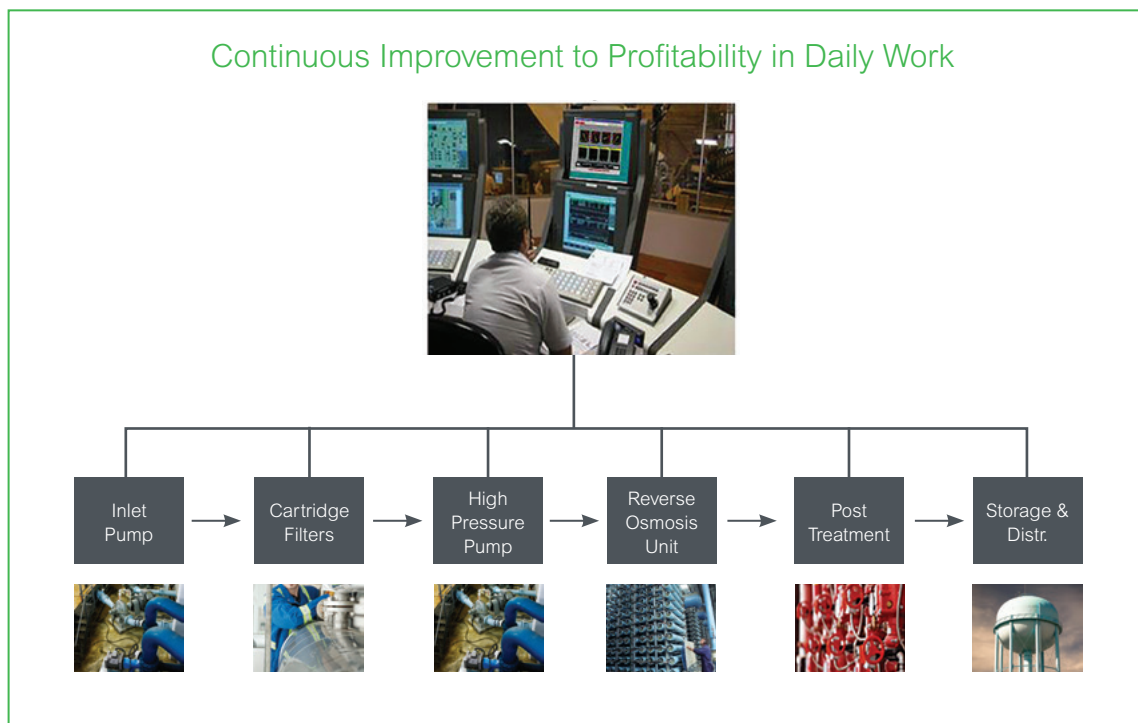 Continuous Improvement to Profitability in Daily Work
Inlet
Pump
Cartridge
Filters
High
Pressure
Pump
Reverse
Osmosis
Unit
Post
Treatment
Storage &
Distr.